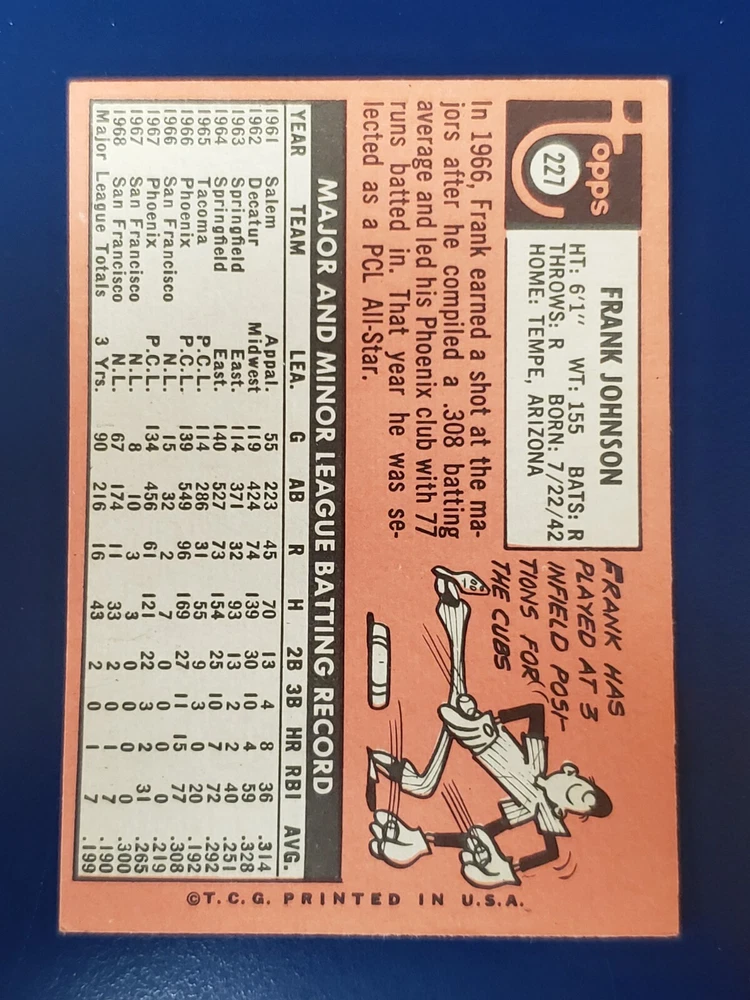 Topps
227
FRANK JOHNSON
HT: 6'1" WT: 155 BATS: R
THROWS: R BORN: 7/22/42
HOME: TEMPE, ARIZONA
In 1966, Frank earned a shot at the ma-
jors after he compiled a .308 batting
average and led his Phoenix club with 77
runs batted in. That year he was se-
lected as a PCL All-Star.
FRANK HAS
PLAYED AT 3
INFIELD POSI-
TIONS FOR
THE CUBS
MAJOR AND MINOR LEAGUE BATTING RECORD
YEAR TEAM LEA. G AB R H 2B 3B HR RBI AVG.
1961 Salem Appal. 55 223 45 70 13 4 8 36 .314
1962 Decatur Midwest 119 424 74 139 30 10 4 59 .328
1963 Springfield East. 114 371 32 93 13 2 2 40 .251
1964 Springfield East. 140 527 73 154 25 10 7 72 .292
1965 Tacoma P.C.L. 114 286 31 55 9 3 0 20 .192
1966 Phoenix P.C.L. 139 549 96 169 27 11 15 77 .308
1966 San Francisco N.L. 15 32 2 7 0 0 0 0 .219
1967 Phoenix P.C.L. 134 456 61 121 22 3 2 31 .265
1967 San Francisco N.L. 8 10 3 3 0 0 0 0 .300
1968 San Francisco N.L. 67 174 11 33 2 0 1 7 .190
Major League Totals 3 Yrs. 90 216 16 43 2 0 1 7 .199
©T.C.G. PRINTED IN U.S.A.